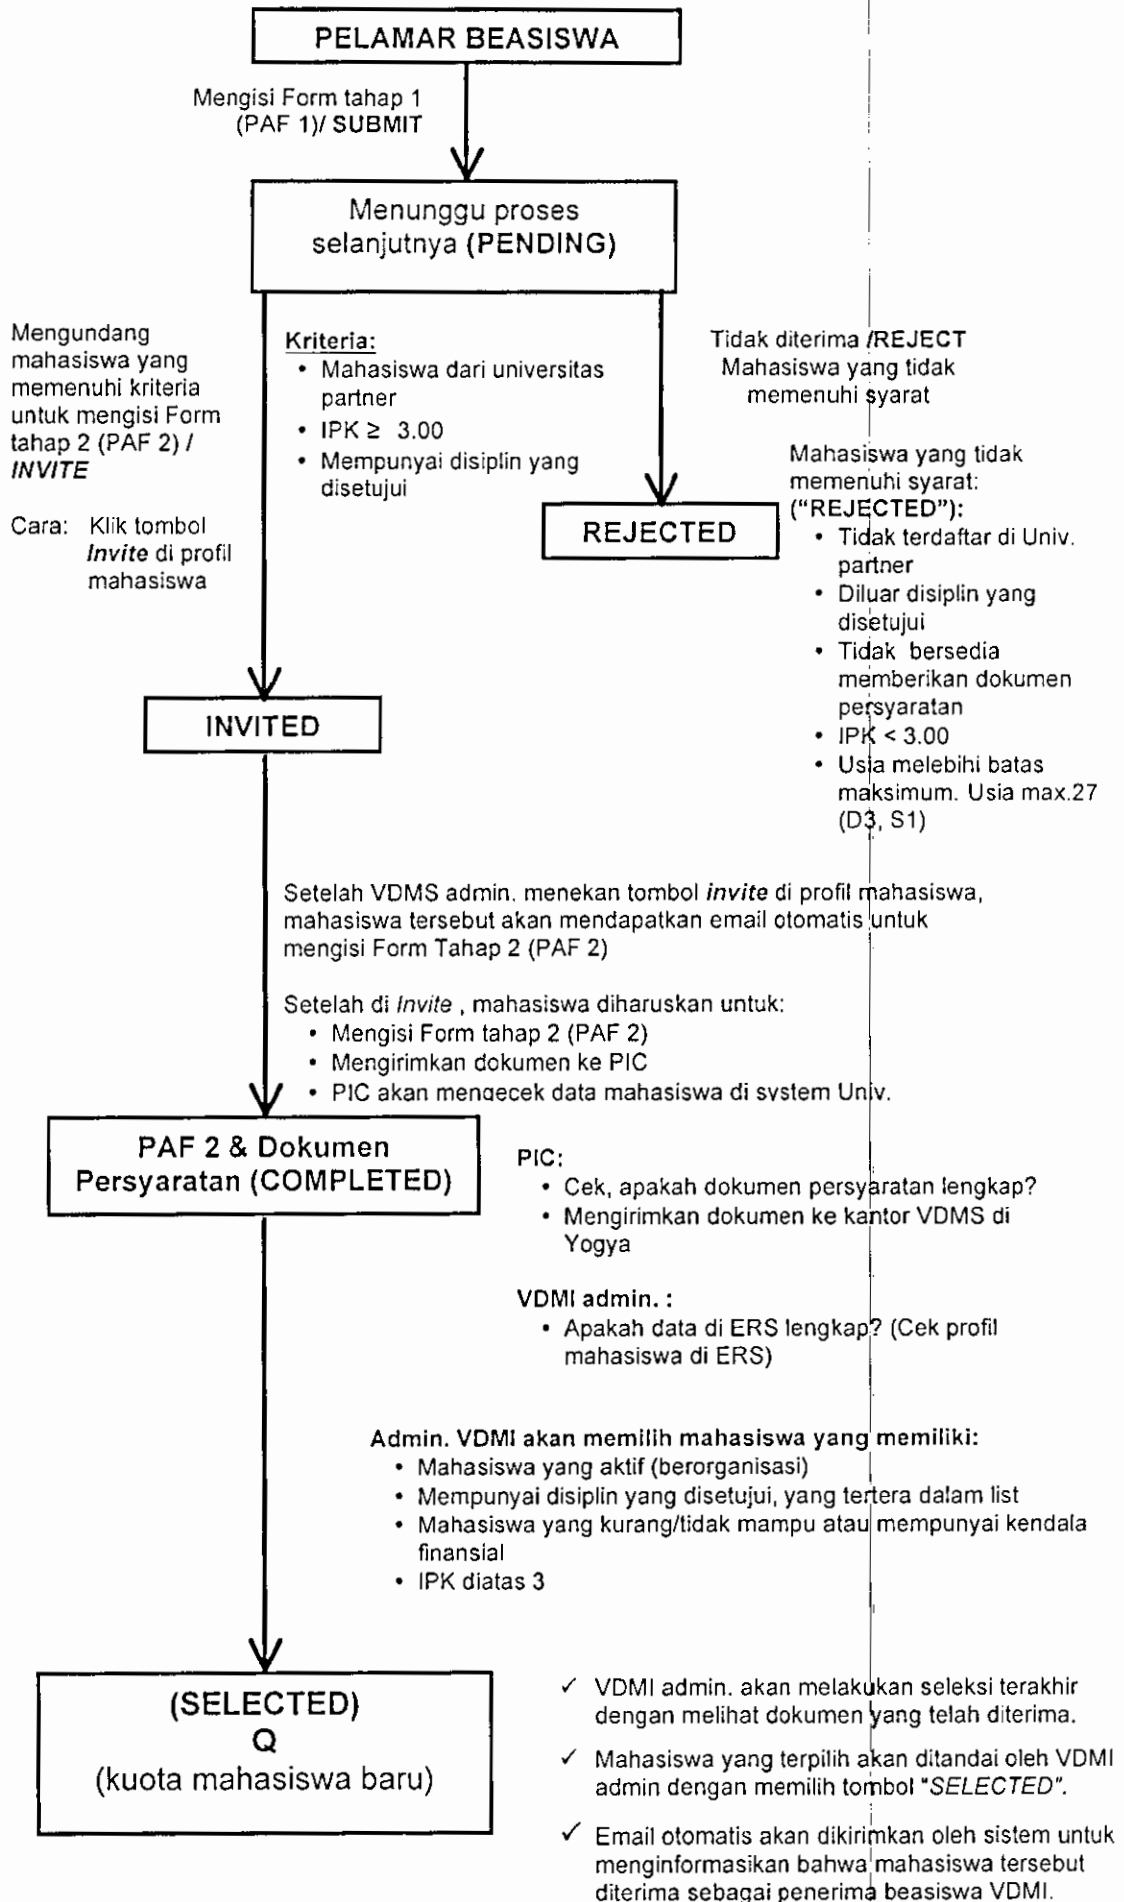 PELAMAR BEASISWA
Mengisi Form tahap 1
(PAF 1)/ SUBMIT
Menunggu proses
selanjutnya (PENDING)
Mengundang
mahasiswa yang
memenuhi kriteria
untuk mengisi Form
tahap 2 (PAF 2) /
INVITE
Cara: Klik tombol
Invite di profil
mahasiswa
Kriteria:
• Mahasiswa dari universitas
partner
• IPK ≥ 3.00
• Mempunyai disiplin yang
disetujui
Tidak diterima /REJECT
Mahasiswa yang tidak
memenuhi syarat
REJECTED
Mahasiswa yang tidak
memenuhi syarat:
(“REJECTED”):
• Tidak terdaftar di Univ.
partner
• Diluar disiplin yang
disetujui
• Tidak bersedia
memberikan dokumen
persyaratan
• IPK < 3.00
• Usia melebihi batas
maksimum. Usia max.27
(D3, S1)
INVITED
Setelah VDMS admin. menekan tombol invite di profil mahasiswa,
mahasiswa tersebut akan mendapatkan email otomatis untuk
mengisi Form Tahap 2 (PAF 2)
Setelah di Invite , mahasiswa diharuskan untuk:
• Mengisi Form tahap 2 (PAF 2)
• Mengirimkan dokumen ke PIC
• PIC akan mengecek data mahasiswa di system Univ.
PAF 2 & Dokumen
Persyaratan (COMPLETED)
PIC:
• Cek, apakah dokumen persyaratan lengkap?
• Mengirimkan dokumen ke kantor VDMS di
Yogya
VDMI admin. :
• Apakah data di ERS lengkap? (Cek profil
mahasiswa di ERS)
Admin. VDMI akan memilih mahasiswa yang memiliki:
• Mahasiswa yang aktif (berorganisasi)
• Mempunyai disiplin yang disetujui, yang tertera dalam list
• Mahasiswa yang kurang/tidak mampu atau mempunyai kendala
finansial
• IPK diatas 3
(SELECTED)
Q
(kuota mahasiswa baru)
✓ VDMI admin. akan melakukan seleksi terakhir
dengan melihat dokumen yang telah diterima.
✓ Mahasiswa yang terpilih akan ditandai oleh VDMI
admin dengan memilih tombol "SELECTED".
✓ Email otomatis akan dikirimkan oleh sistem untuk
menginformasikan bahwa mahasiswa tersebut
diterima sebagai penerima beasiswa VDMI.